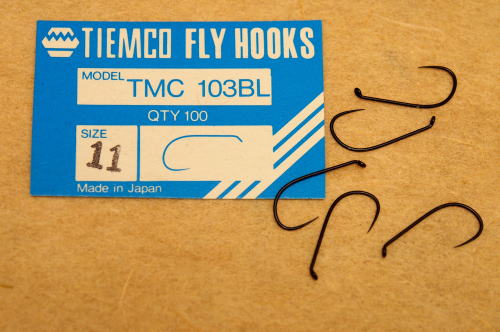 TIEMCO FLY HOOKS
MODEL TMC 103BL
QTY 100
SIZE
11
Made in Japan